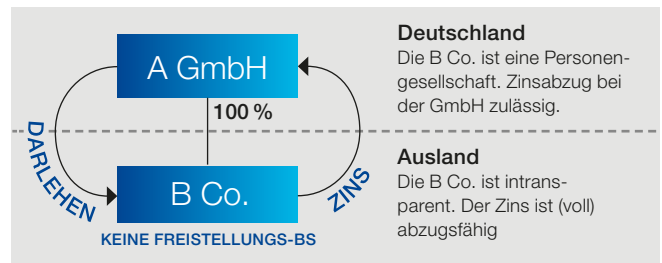 A GmbH
100 %
B Co.
DARLEHEN
ZINS
KEINE FREISTELLUNGS-BS
Deutschland
Die B Co. ist eine Personen-
gesellschaft. Zinsabzug bei
der GmbH zulässig.
Ausland
Die B Co. ist intrans-
parent. Der Zins ist (voll)
abzugsfähig